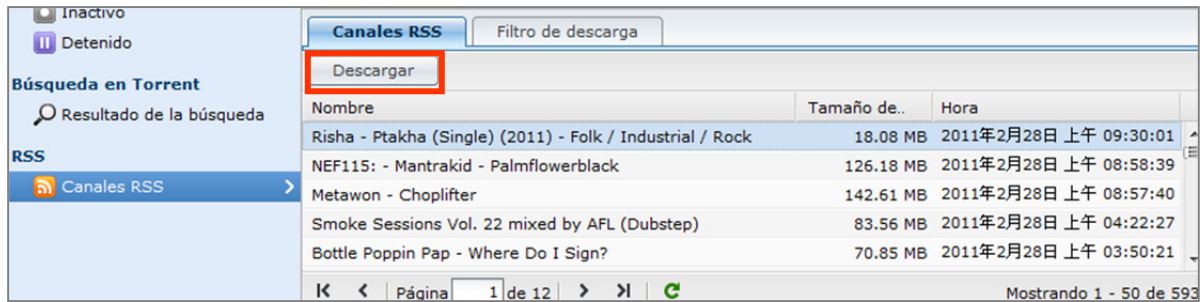 Inactivo
Detenido
Búsqueda en Torrent
Resultado de la búsqueda
RSS
Canales RSS
Canales RSS Filtro de descarga
Descargar
Nombre Tamaño de.. Hora
Risha - Ptakha (Single) (2011) - Folk / Industrial / Rock 18.08 MB 2011年2月28日 上午 09:30:01
NEF115: - Mantrakid - Palmflowerblack 126.18 MB 2011年2月28日 上午 08:58:39
Metawon - Choplifter 142.61 MB 2011年2月28日 上午 08:57:40
Smoke Sessions Vol. 22 mixed by AFL (Dubstep) 83.56 MB 2011年2月28日 上午 04:22:27
Bottle Poppin Pap - Where Do I Sign? 70.85 MB 2011年2月28日 上午 03:50:21
Página 1 de 12 Mostrando 1 - 50 de 593